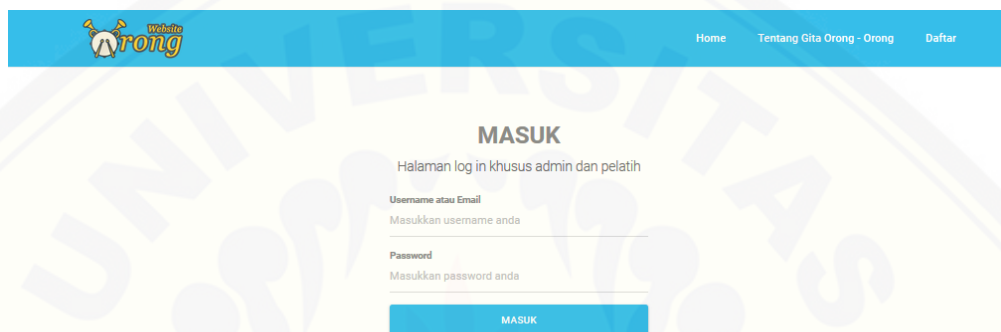 Website
Orong
Home Tentang Gita Orong - Orong Daftar
UNIVERSITAS
MASUK
Halaman log in khusus admin dan pelatih
Username atau Email
Masukkan username anda
Password
Masukkan password anda
MASUK